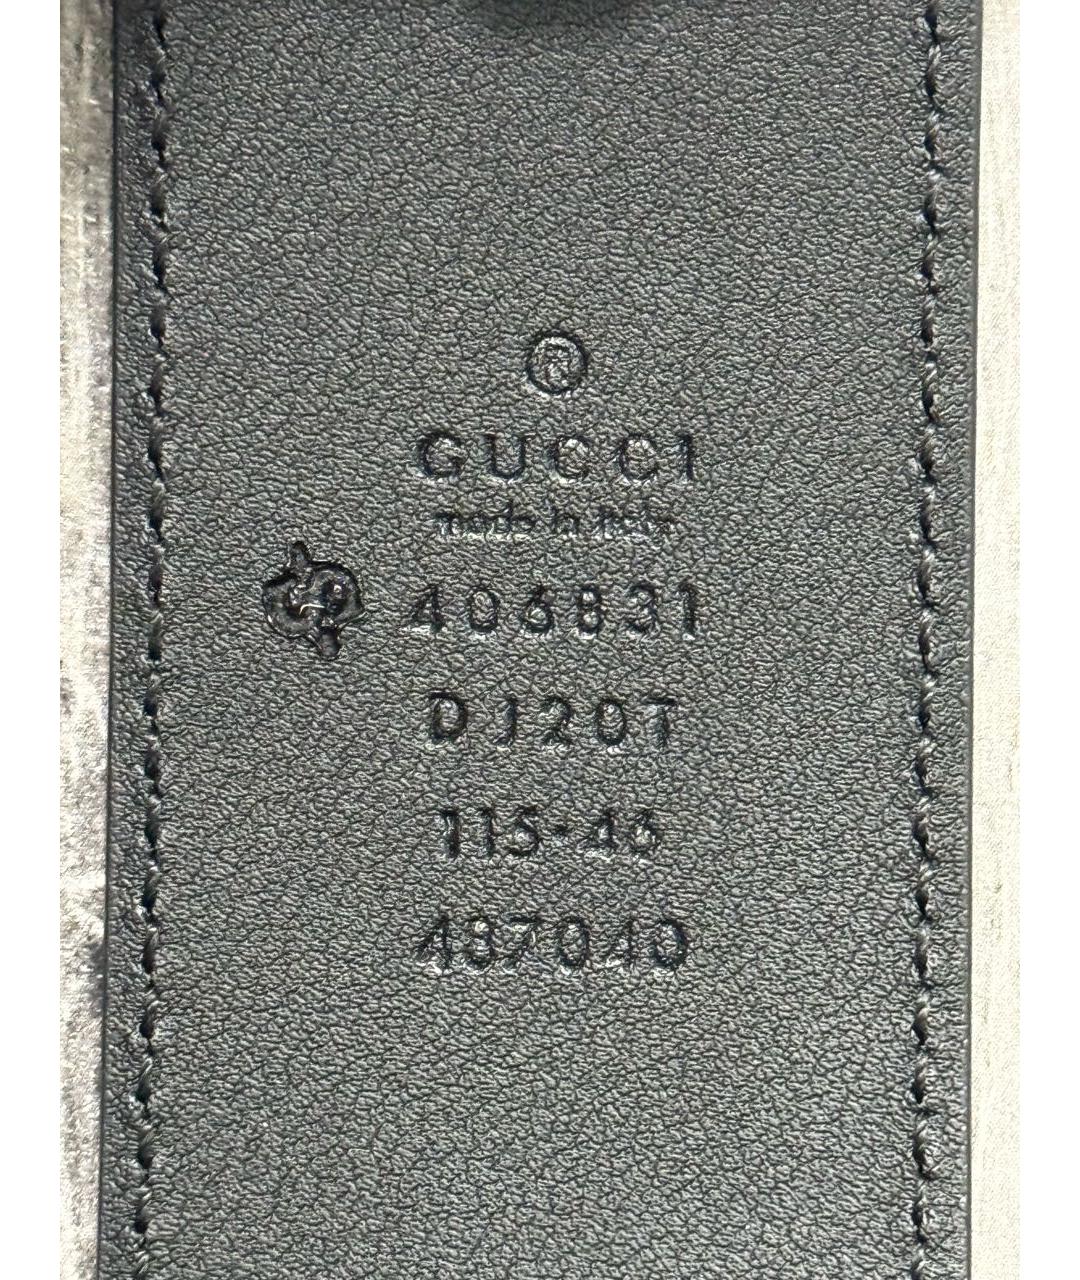 ®
GUCCI
made in Italy
406831
DJ20T
115-46
437040